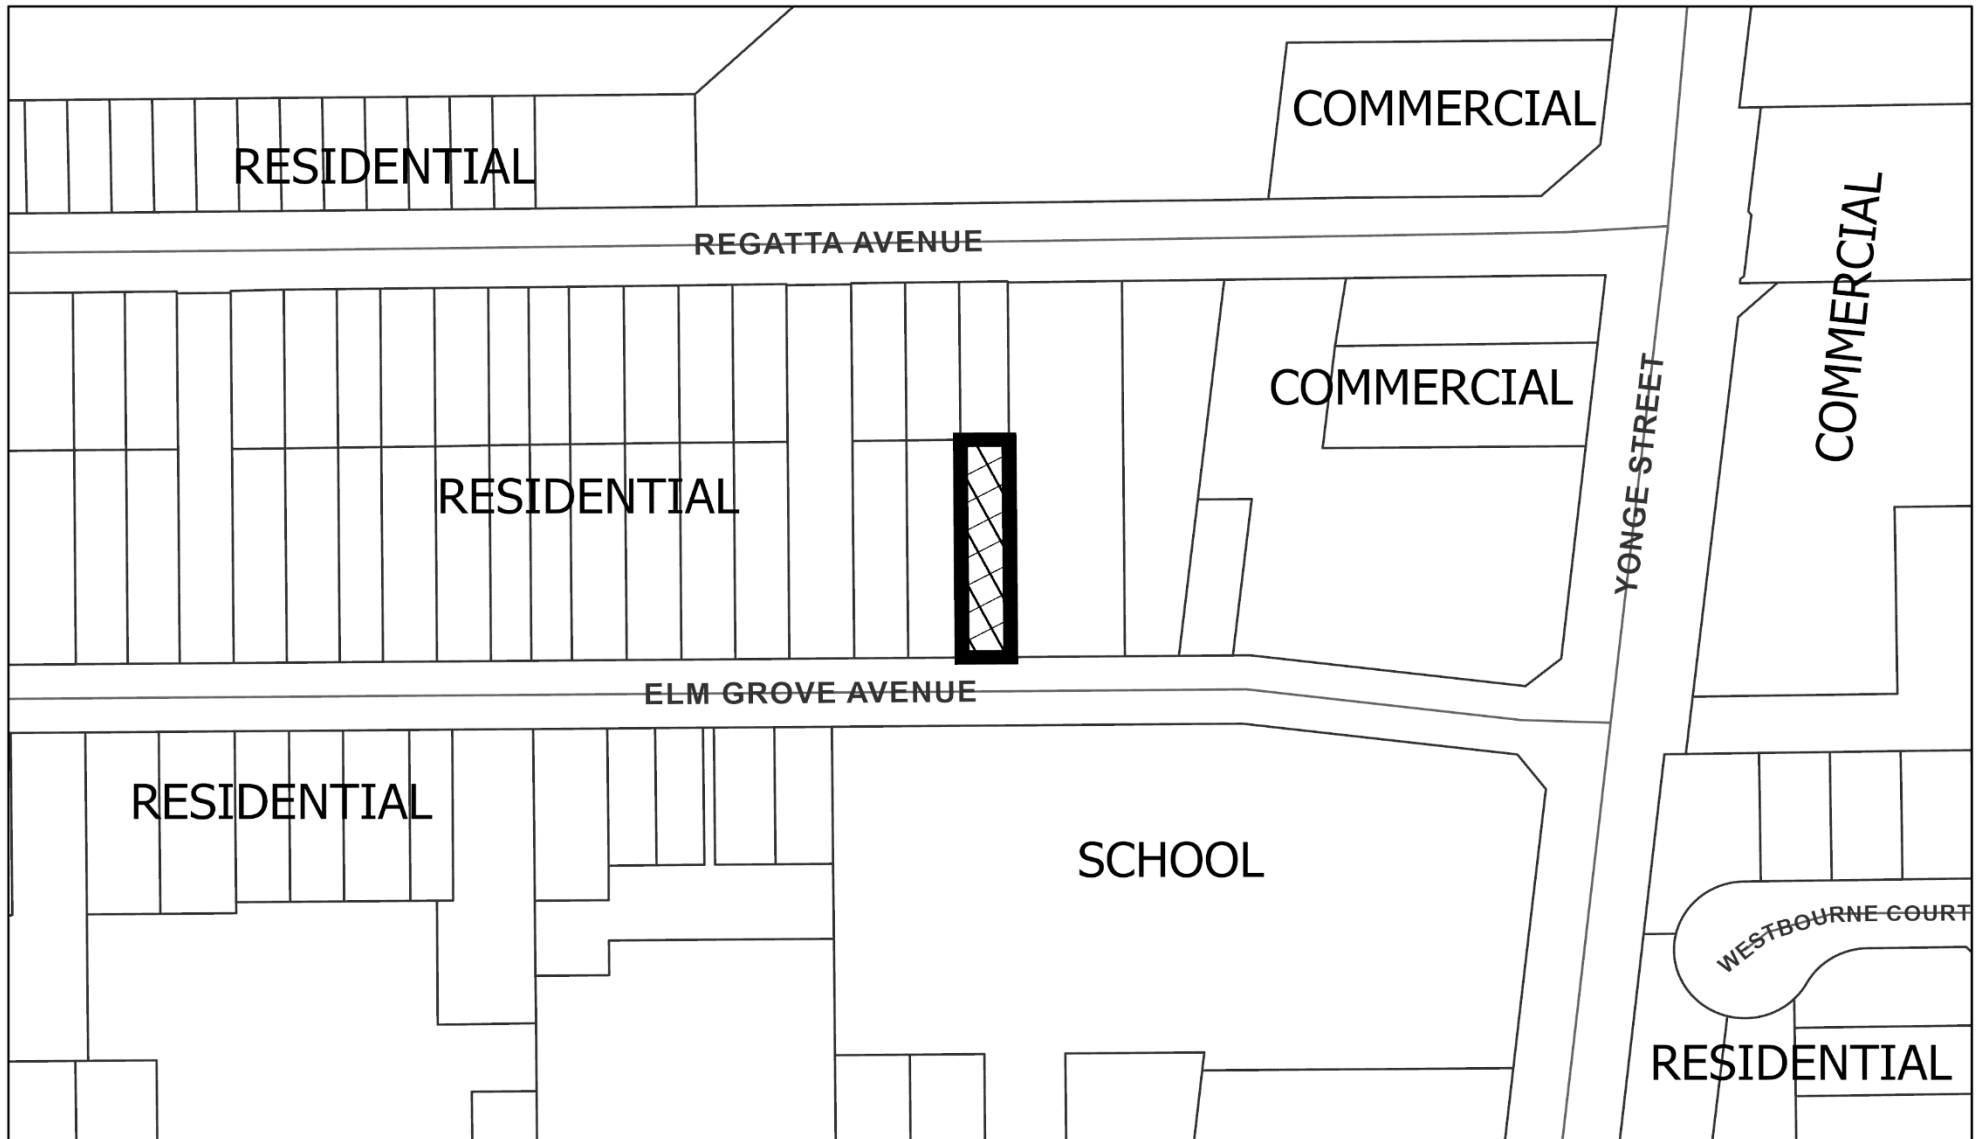 COMMERCIAL
RESIDENTIAL
REGATTA AVENUE
COMMERCIAL
COMMERCIAL
YONGE STREET
RESIDENTIAL
ELM GROVE AVENUE
RESIDENTIAL
SCHOOL
WESTBOURNE COURT
RESIDENTIAL